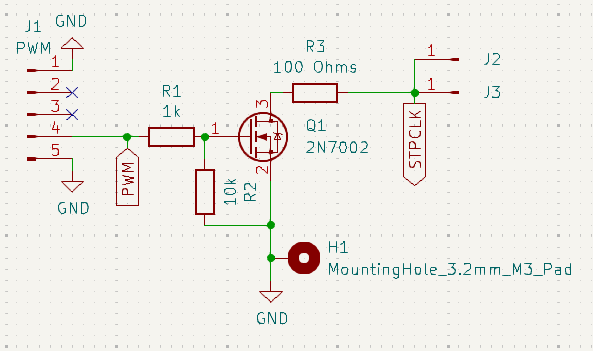 J1
GND
PWM
1
2
3
4
5
GND
PWM
R1
1k
1
10k
R2
3
Q1
2N7002
2
R3
100 Ohms
1
J2
1
J3
STPCLK
H1
MountingHole_3.2mm_M3_Pad
GND